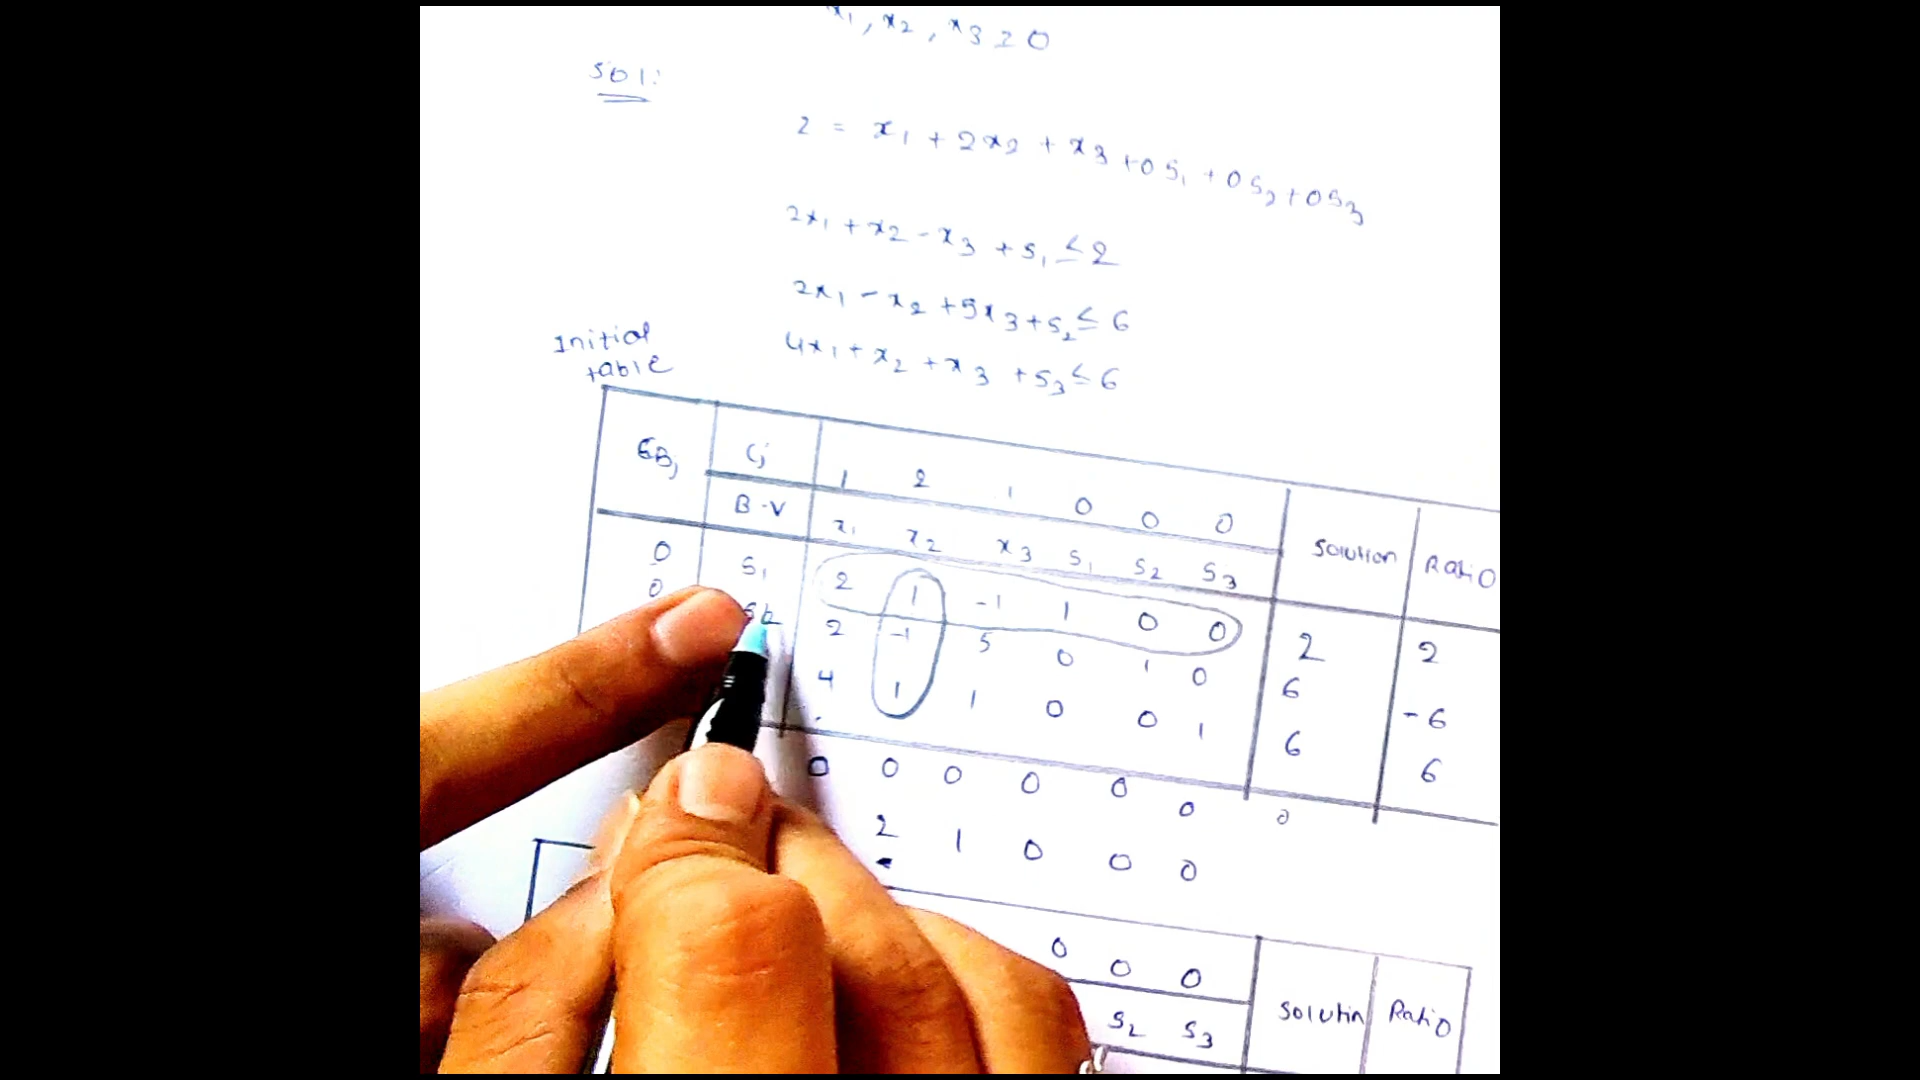 x1, x2, x3 ≥ 0
Sol:
Z = x1 + 2x2 + x3 + 0S1 + 0S2 + 0S3
2x1 + x2 - x3 + S1 ≤ 2
2x1 - x2 + 5x3 + S2 ≤ 6
4x1 + x2 + x3 + S3 ≤ 6
Initial
table
CBj Cj 1 2 1 0 0 0 Solution Ratio
B.V x1 x2 x3 S1 S2 S3
0 S1 2 1 -1 1 0 0 2 2
0 S2 2 -1 5 0 1 0 6 -6
4 1 1 0 0 1 6 6
0 0 0 0 0 0 0
2 1 0 0 0
0 0 0 Solutin Ratio
S2 S3